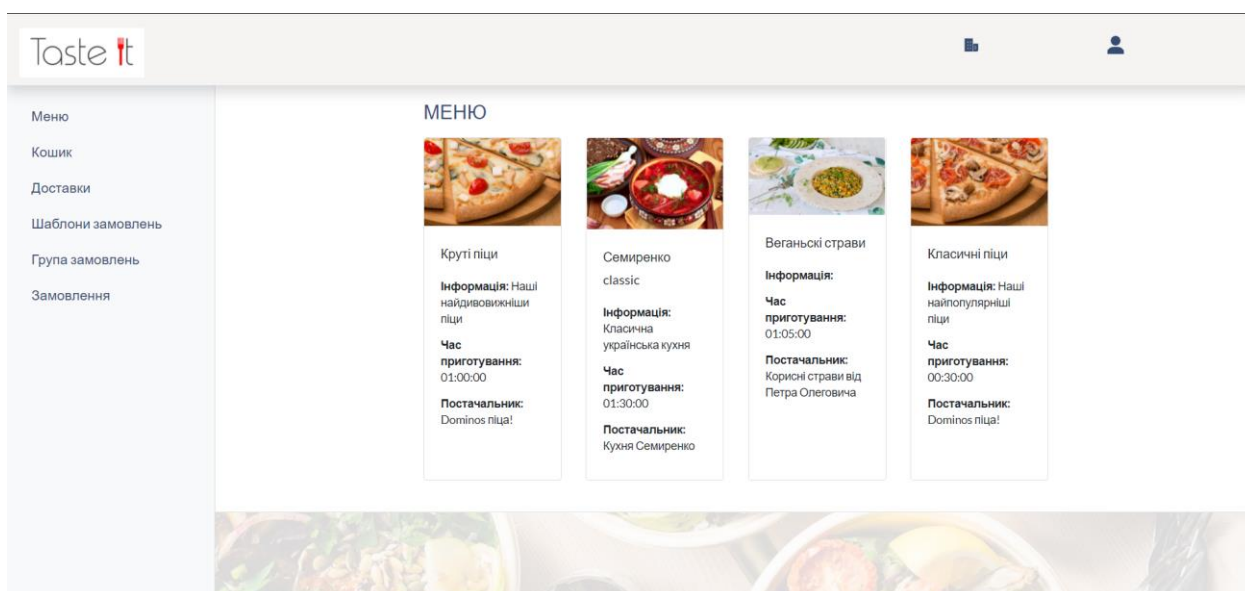 Taste it
Меню
Кошик
Доставки
Шаблони замовлень
Група замовлень
Замовлення
МЕНЮ
Круті піци
Інформація: Наші
найдивовижніши
піци
Час
приготування:
01:00:00
Постачальник:
Dominos піца!
Семиренко
classic
Інформація:
Класична
українська кухня
Час
приготування:
01:30:00
Постачальник:
Кухня Семиренко
Веганьскі страви
Інформація:
Час
приготування:
01:05:00
Постачальник:
Корисні страви від
Петра Олеговича
Класичні піци
Інформація: Наші
найпопулярніші
піци
Час
приготування:
00:30:00
Постачальник:
Dominos піца!